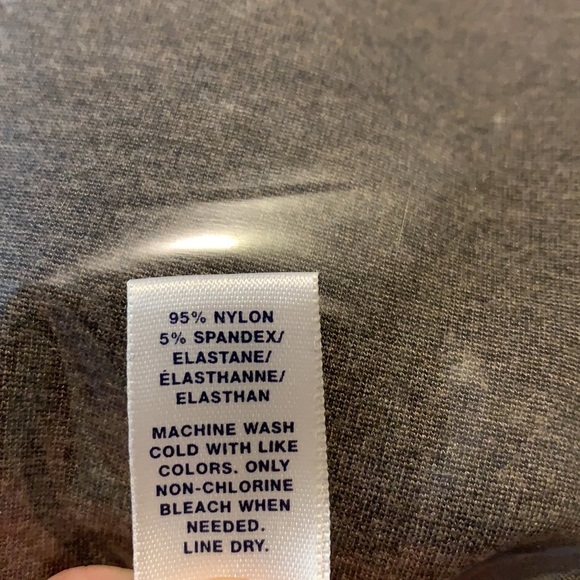 95% NYLON
5% SPANDEX/
ELASTANE/
ÉLASTHANNE/
ELASTHAN
MACHINE WASH
COLD WITH LIKE
COLORS. ONLY
NON-CHLORINE
BLEACH WHEN
NEEDED.
LINE DRY.